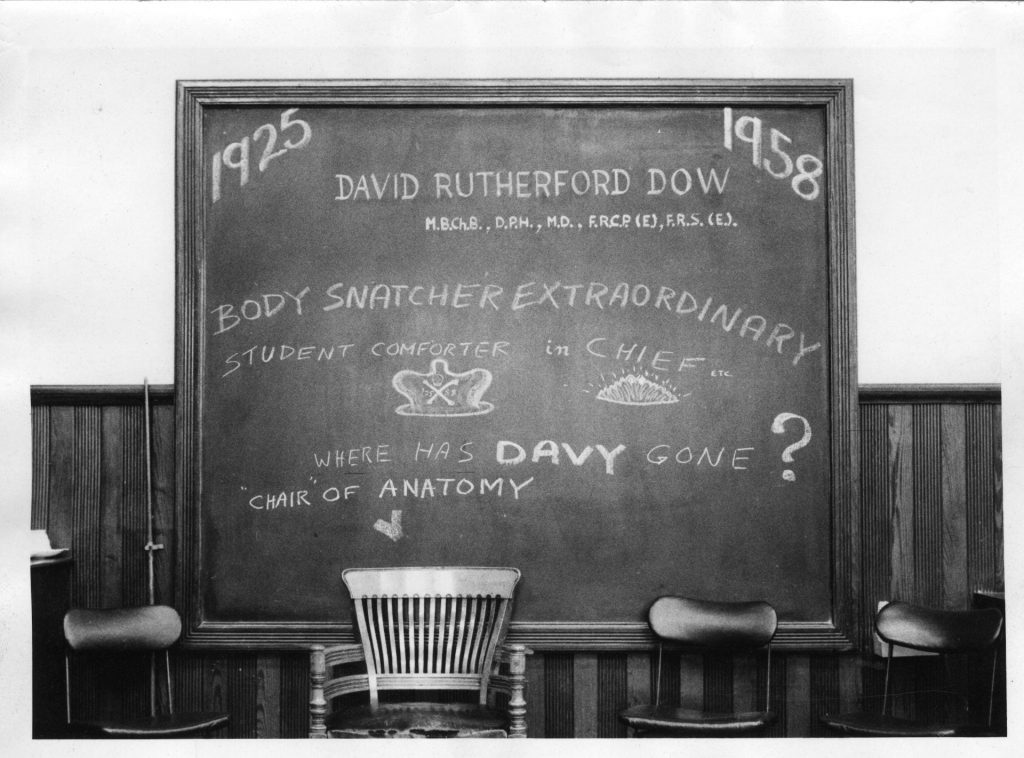 1925
1958
DAVID RUTHERFORD DOW
M.B.Ch.B., D.P.H., M.D., F.R.C.P.(E), F.R.S.(E.).
BODY SNATCHER EXTRAORDINARY
STUDENT COMFORTER in CHIEF ETC.
WHERE HAS DAVY GONE ?
"CHAIR" OF ANATOMY